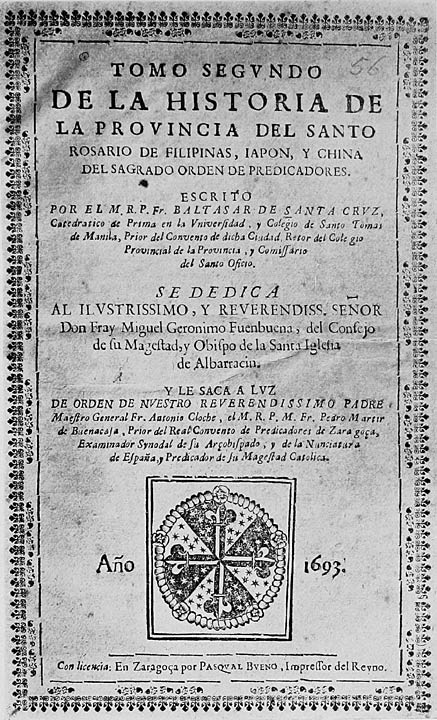 56
TOMO SEGVNDO
DE LA HISTORIA DE
LA PROVINCIA DEL SANTO
ROSARIO DE FILIPINAS, IAPON, Y CHINA
DEL SAGRADO ORDEN DE PREDICADORES.
ESCRITO
POR EL M. R. P. Fr. BALTASAR DE SANTA CRVZ,
Catedratico de Prima en la Vniversidad, y Colegio de Santo Tomas
de Manila, Prior del Convento de dicha Ciudad, Retor del Colegio
Provincial de la Provincia, y Comissario
del Santo Oficio.
SE DEDICA
AL ILVSTRISSIMO, Y REVERENDISS. SEÑOR
Don Fray Miguel Geronimo Fuenbuena, del Consejo
de su Magestad, y Obispo de la Santa Iglesia
de Albarracin.
Y LE SACA A LVZ
DE ORDEN DE NVESTRO REVERENDISSIMO PADRE
Maestro General Fr. Antonio Cloche, el M. R. P. M. Fr. Pedro Martir
de Buenacasa, Prior del Real Convento de Predicadores de Zaragoça,
Examinador Synodal de su Arçobispado, y de la Nunciatura
de España, y Predicador de su Magestad Catolica.
Año 1693.
Con licencia: En Zaragoça por PASQVAL BVENO, Impressor del Reyno.